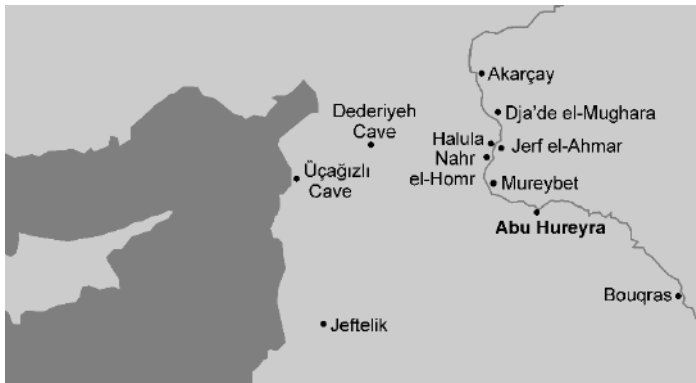 Akarçay
Dja'de el-Mughara
Dederiyeh
Cave
Halula
Jerf el-Ahmar
Nahr
el-Homr
Üçağızlı
Cave
Mureybet
Abu Hureyra
Bouqras
Jeftelik